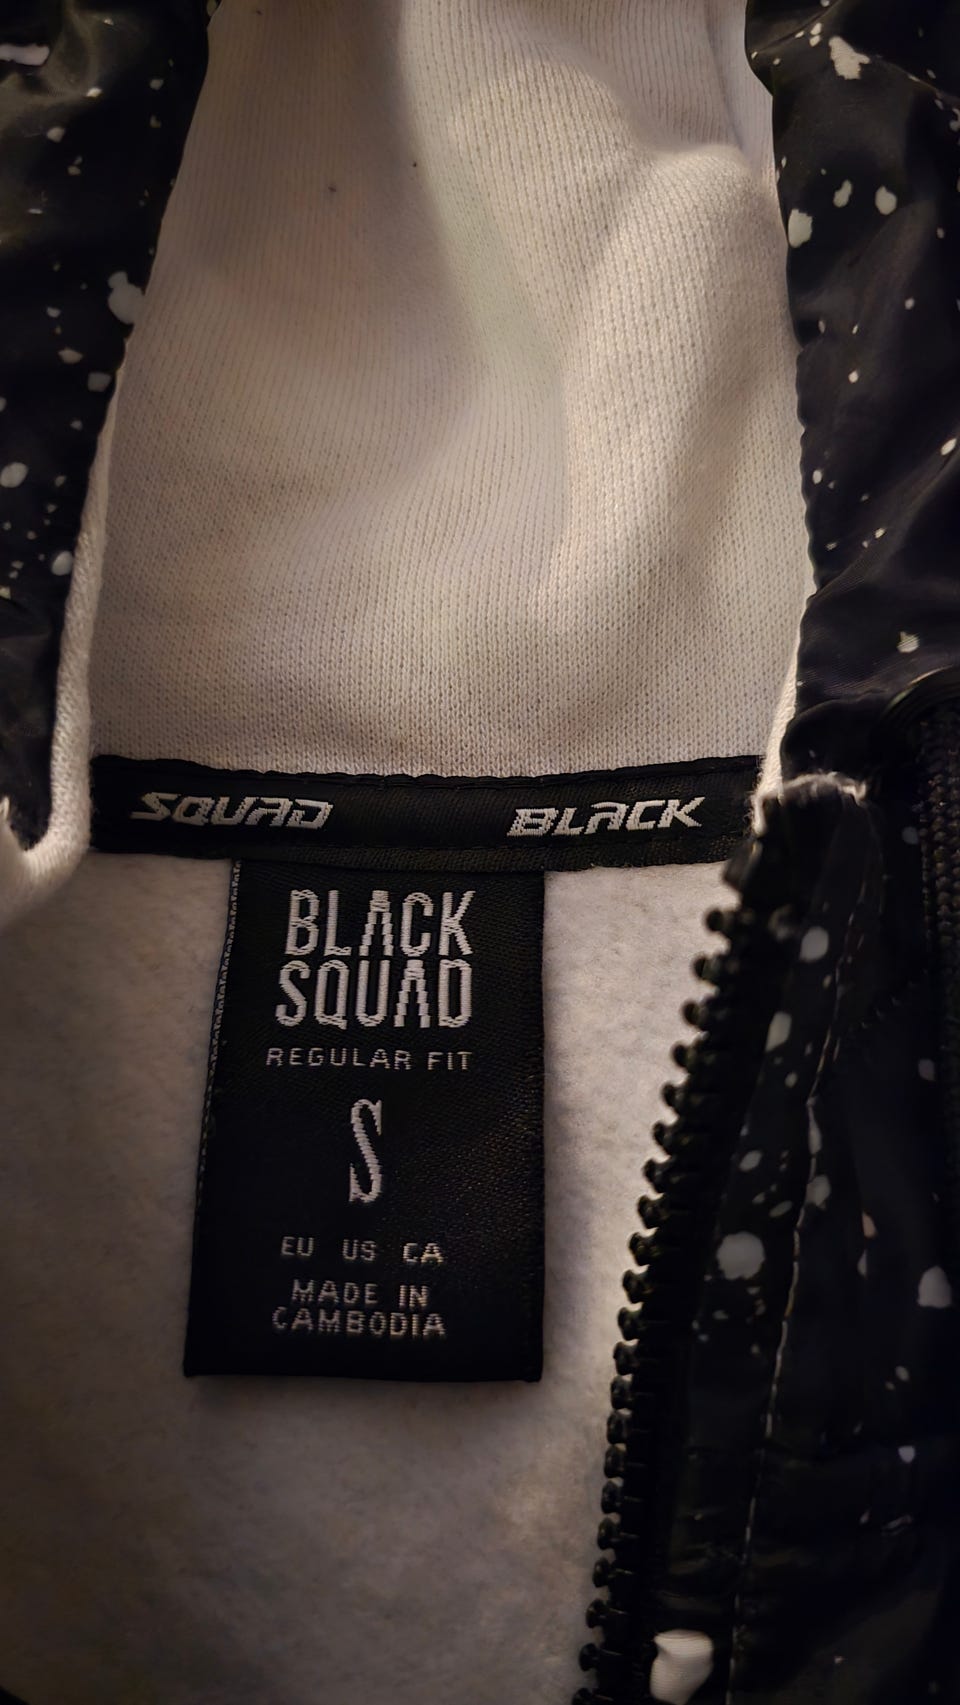 SQUAD BLACK
BLACK
SQUAD
REGULAR FIT
S
EU US CA
MADE IN
CAMBODIA